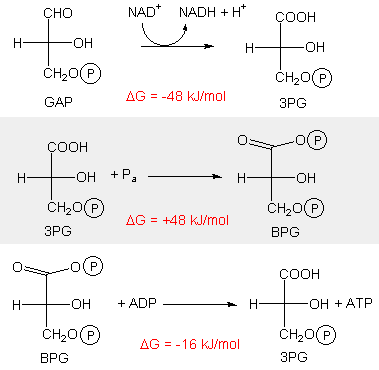 CHO NAD+ NADH + H+ COOH
H OH H OH
CH2O P CH2O P
GAP ΔG = -48 kJ/mol 3PG
COOH + Pa O O P
H OH H OH
CH2O P CH2O P
3PG ΔG = +48 kJ/mol BPG
O O P COOH
H OH + ADP H OH + ATP
CH2O P CH2O P
BPG ΔG = -16 kJ/mol 3PG